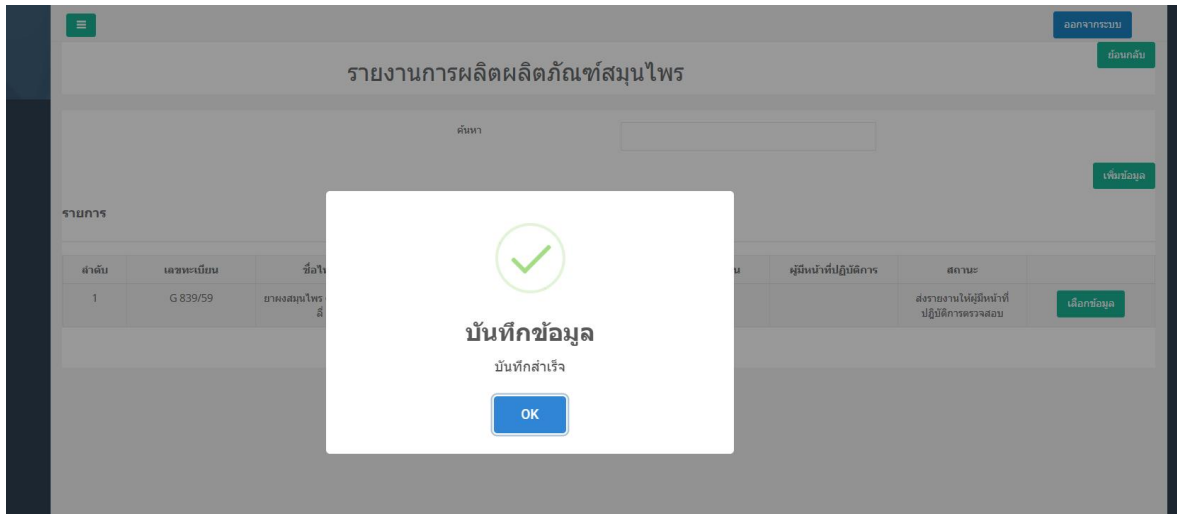 ออกจากระบบ
ย้อนกลับ
รายงานการผลิตผลิตภัณฑ์สมุนไพร
ค้นหา
เพิ่มข้อมูล
รายการ
ลำดับ เลขทะเบียน ผู้มีหน้าที่ปฏิบัติการ สถานะ
1 G 839/59 ยาผงสมุนไพร ส่งรายงานให้ผู้มีหน้าที่ เลือกข้อมูล
ปฏิบัติการตรวจสอบ
บันทึกข้อมูล
บันทึกสำเร็จ
OK